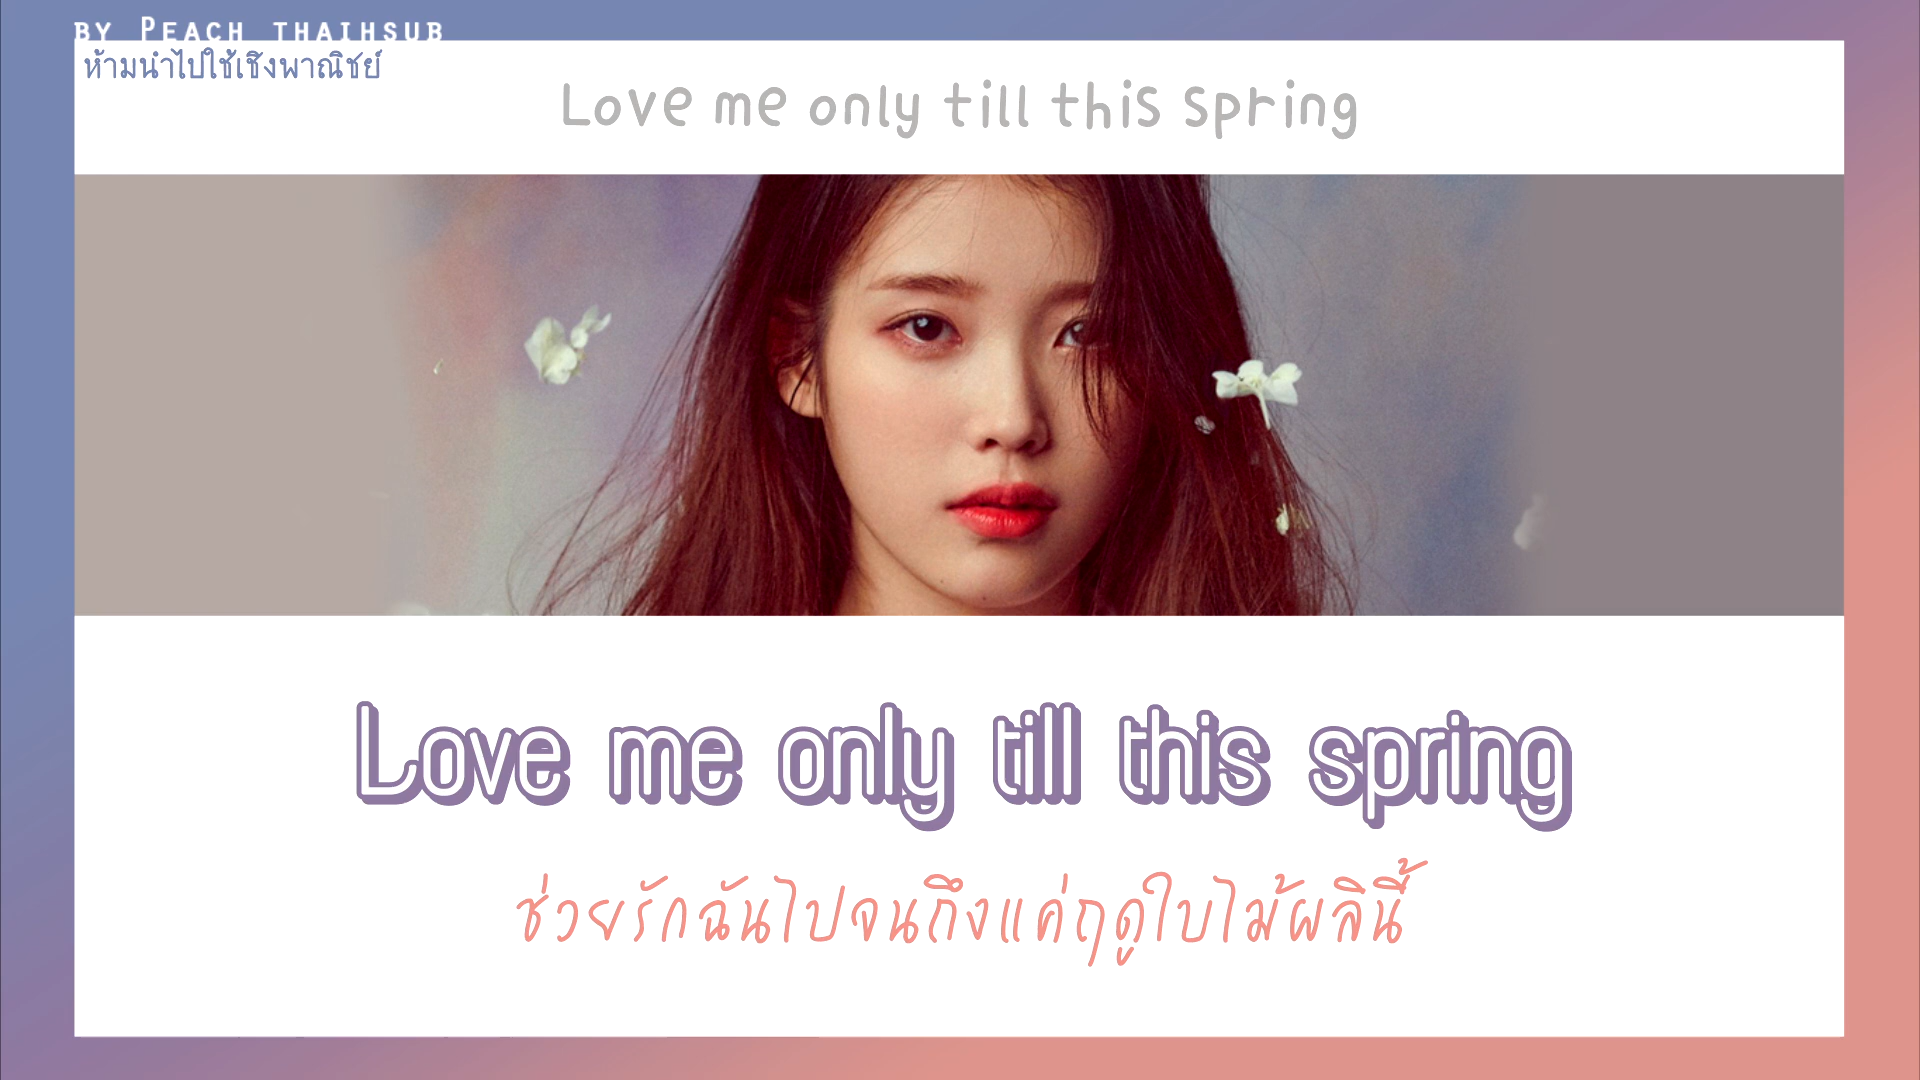 BY PEACH THAIHSUB
ห้ามนำไปใช้เชิงพาณิชย์
Love me only till this spring
Love me only till this spring
ช่วยรักฉันไปจนถึงแค่ฤดูใบไม้ผลินี้